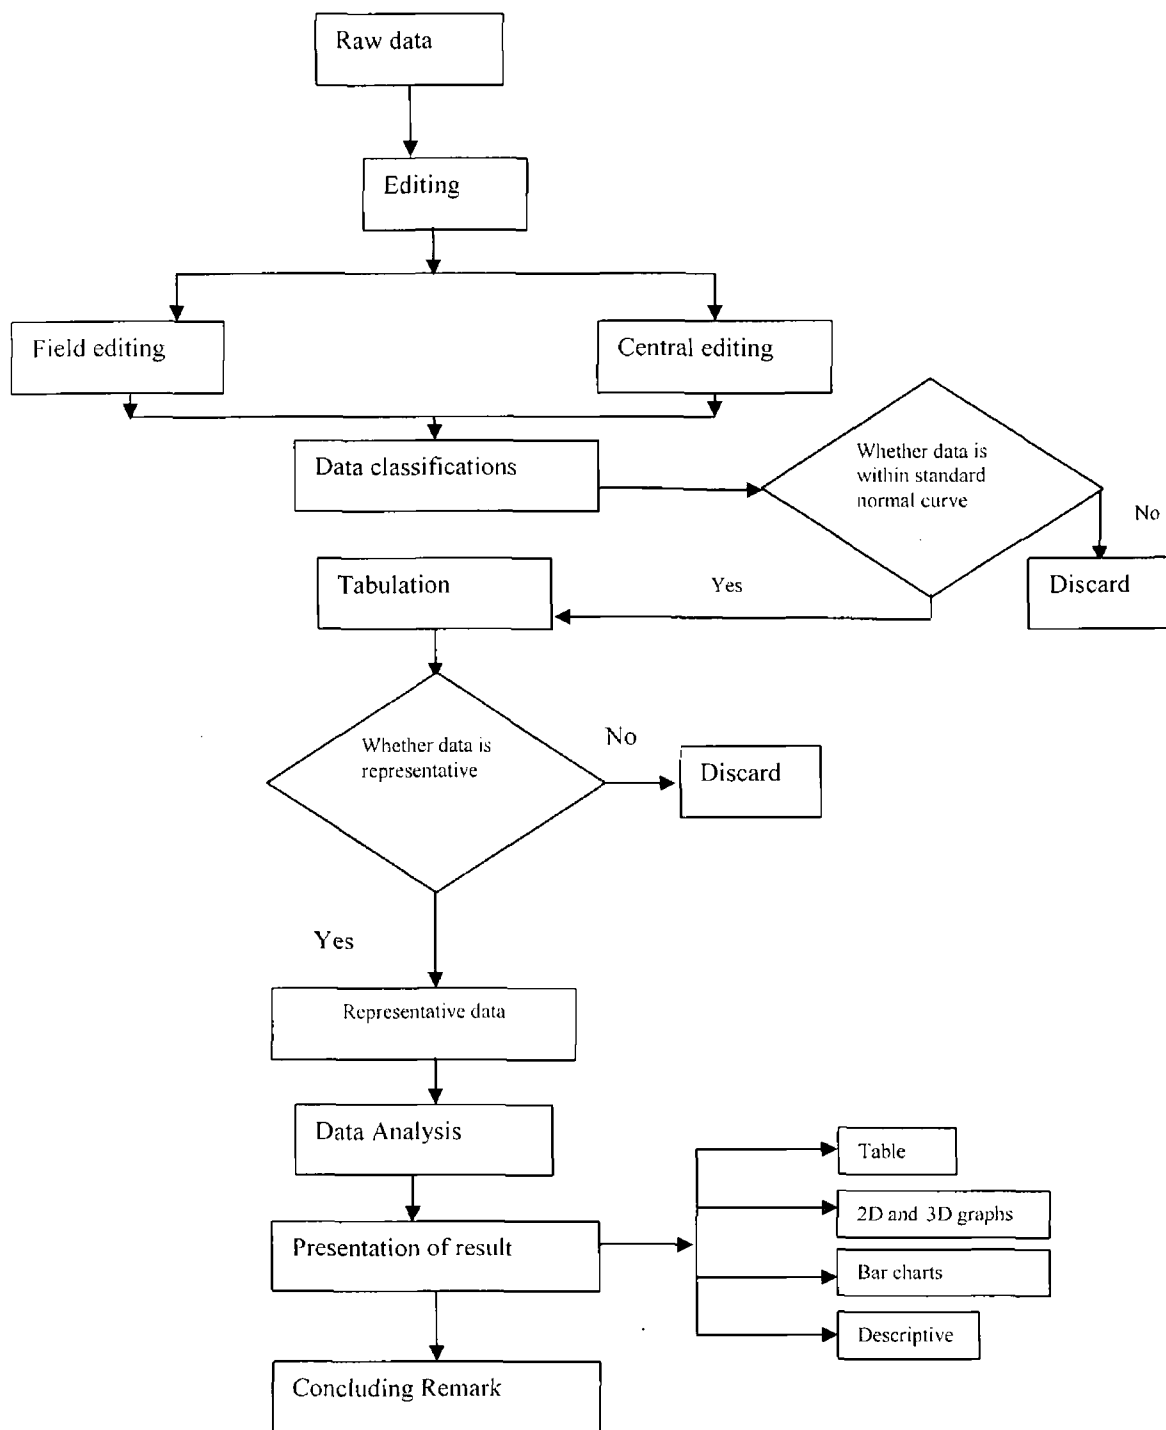 Raw data
Editing
Field editing
Central editing
Data classifications
Whether data is
within standard
normal curve
No
Tabulation
Yes
Discard
Whether data is
representative
No
Discard
Yes
Representative data
Data Analysis
Table
2D and 3D graphs
Presentation of result
Bar charts
Descriptive
Concluding Remark